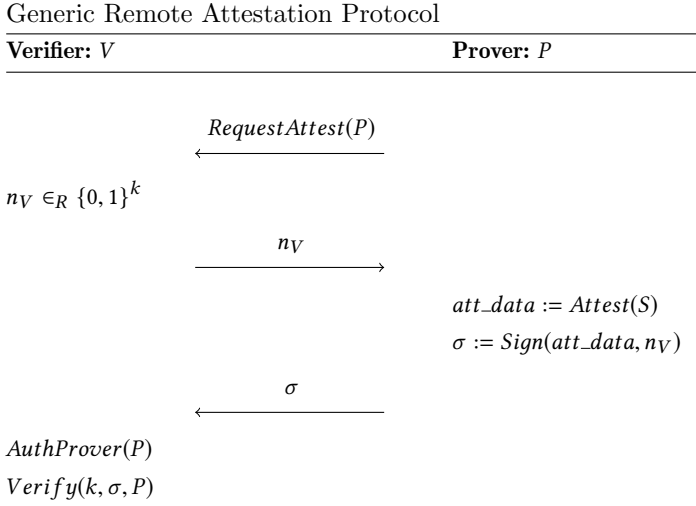 Generic Remote Attestation Protocol
Verifier: V Prover: P
RequestAttest(P)
n_V ∈_R {0, 1}^k
n_V
att_data := Attest(S)
σ := Sign(att_data, n_V)
σ
AuthProver(P)
Verify(k, σ, P)